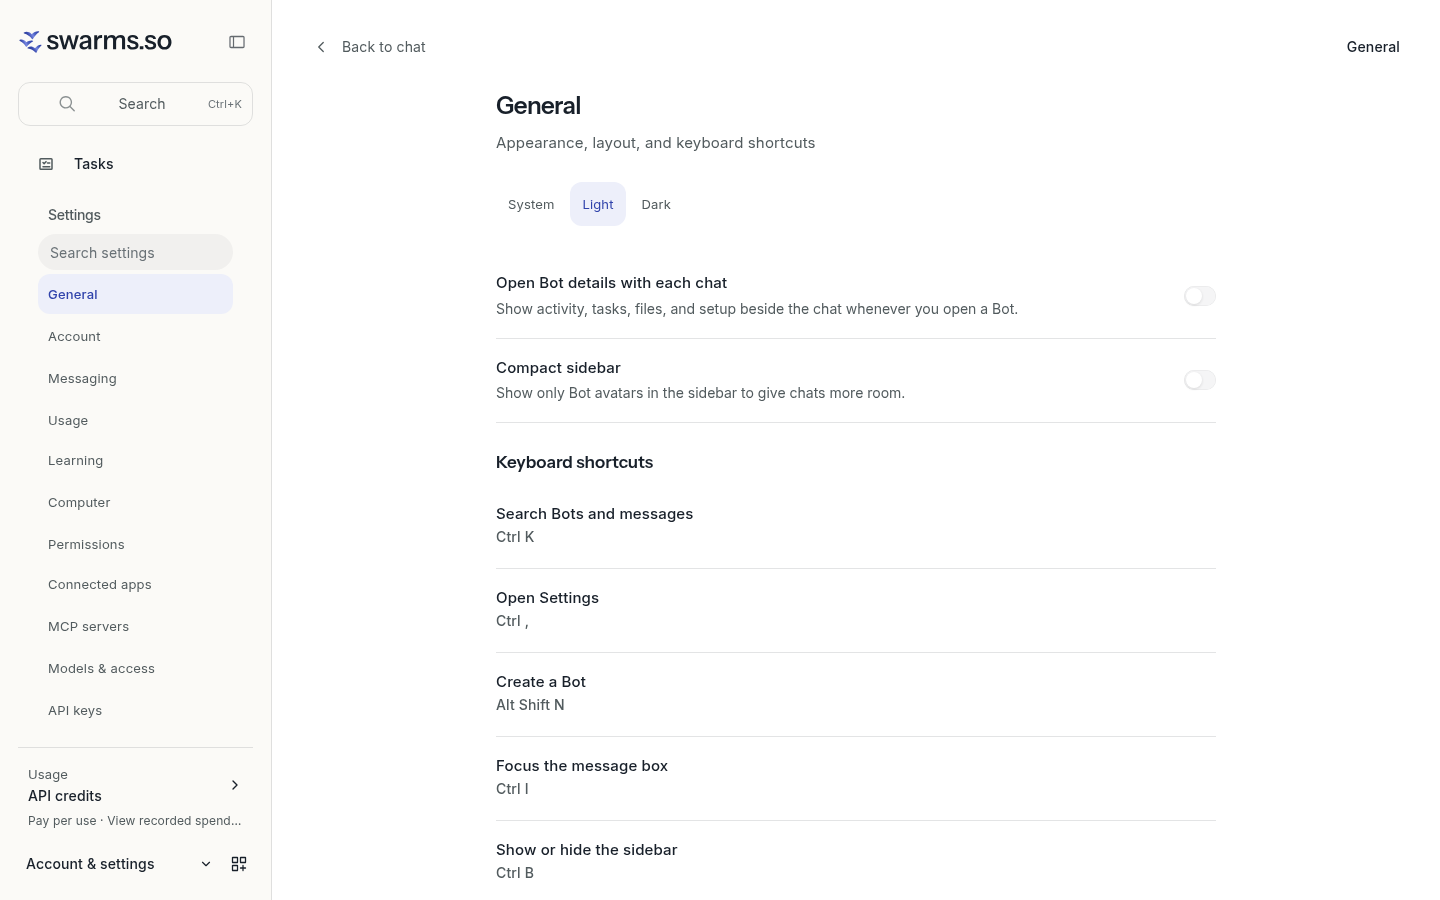 swarms.so
Search Ctrl+K
Tasks
Settings
Search settings
General
Account
Messaging
Usage
Learning
Computer
Permissions
Connected apps
MCP servers
Models & access
API keys
Usage
API credits
Pay per use · View recorded spend...
Account & settings
Back to chat
General
General
Appearance, layout, and keyboard shortcuts
System Light Dark
Open Bot details with each chat
Show activity, tasks, files, and setup beside the chat whenever you open a Bot.
Compact sidebar
Show only Bot avatars in the sidebar to give chats more room.
Keyboard shortcuts
Search Bots and messages
Ctrl K
Open Settings
Ctrl ,
Create a Bot
Alt Shift N
Focus the message box
Ctrl I
Show or hide the sidebar
Ctrl B